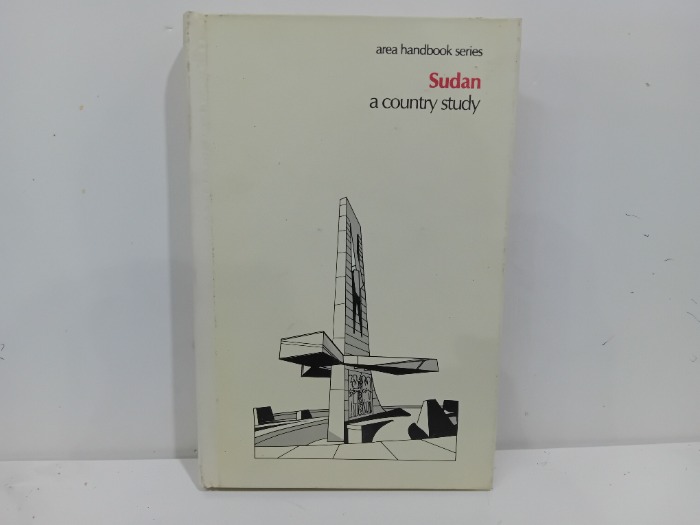 area handbook series
Sudan
a country study